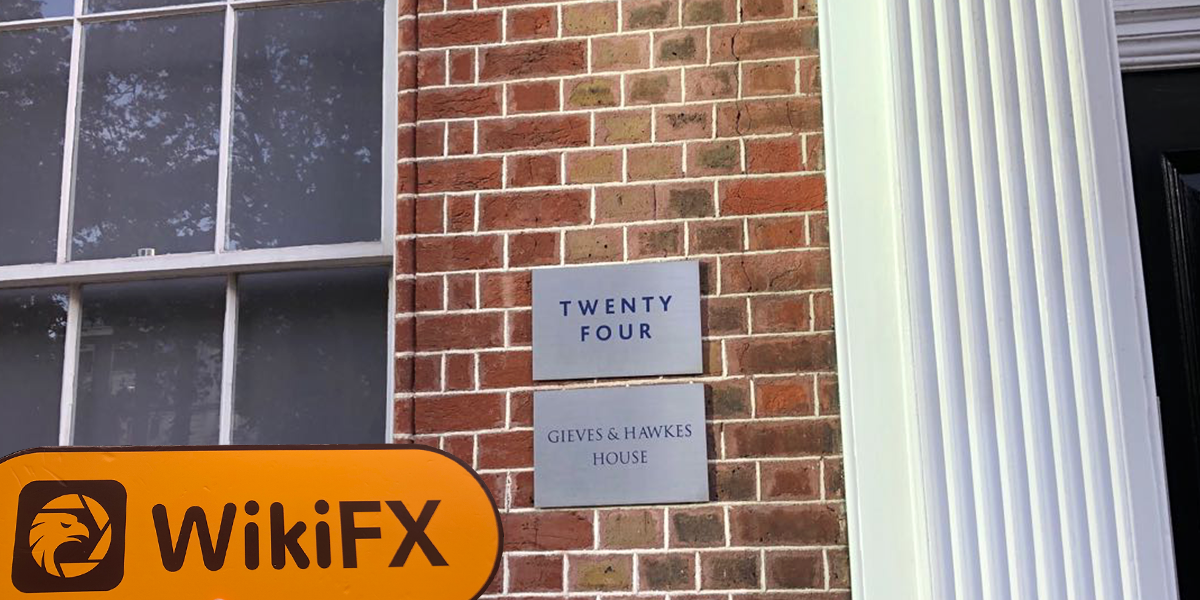 TWENTY
FOUR
GIEVES & HAWKES
HOUSE
WikiFX